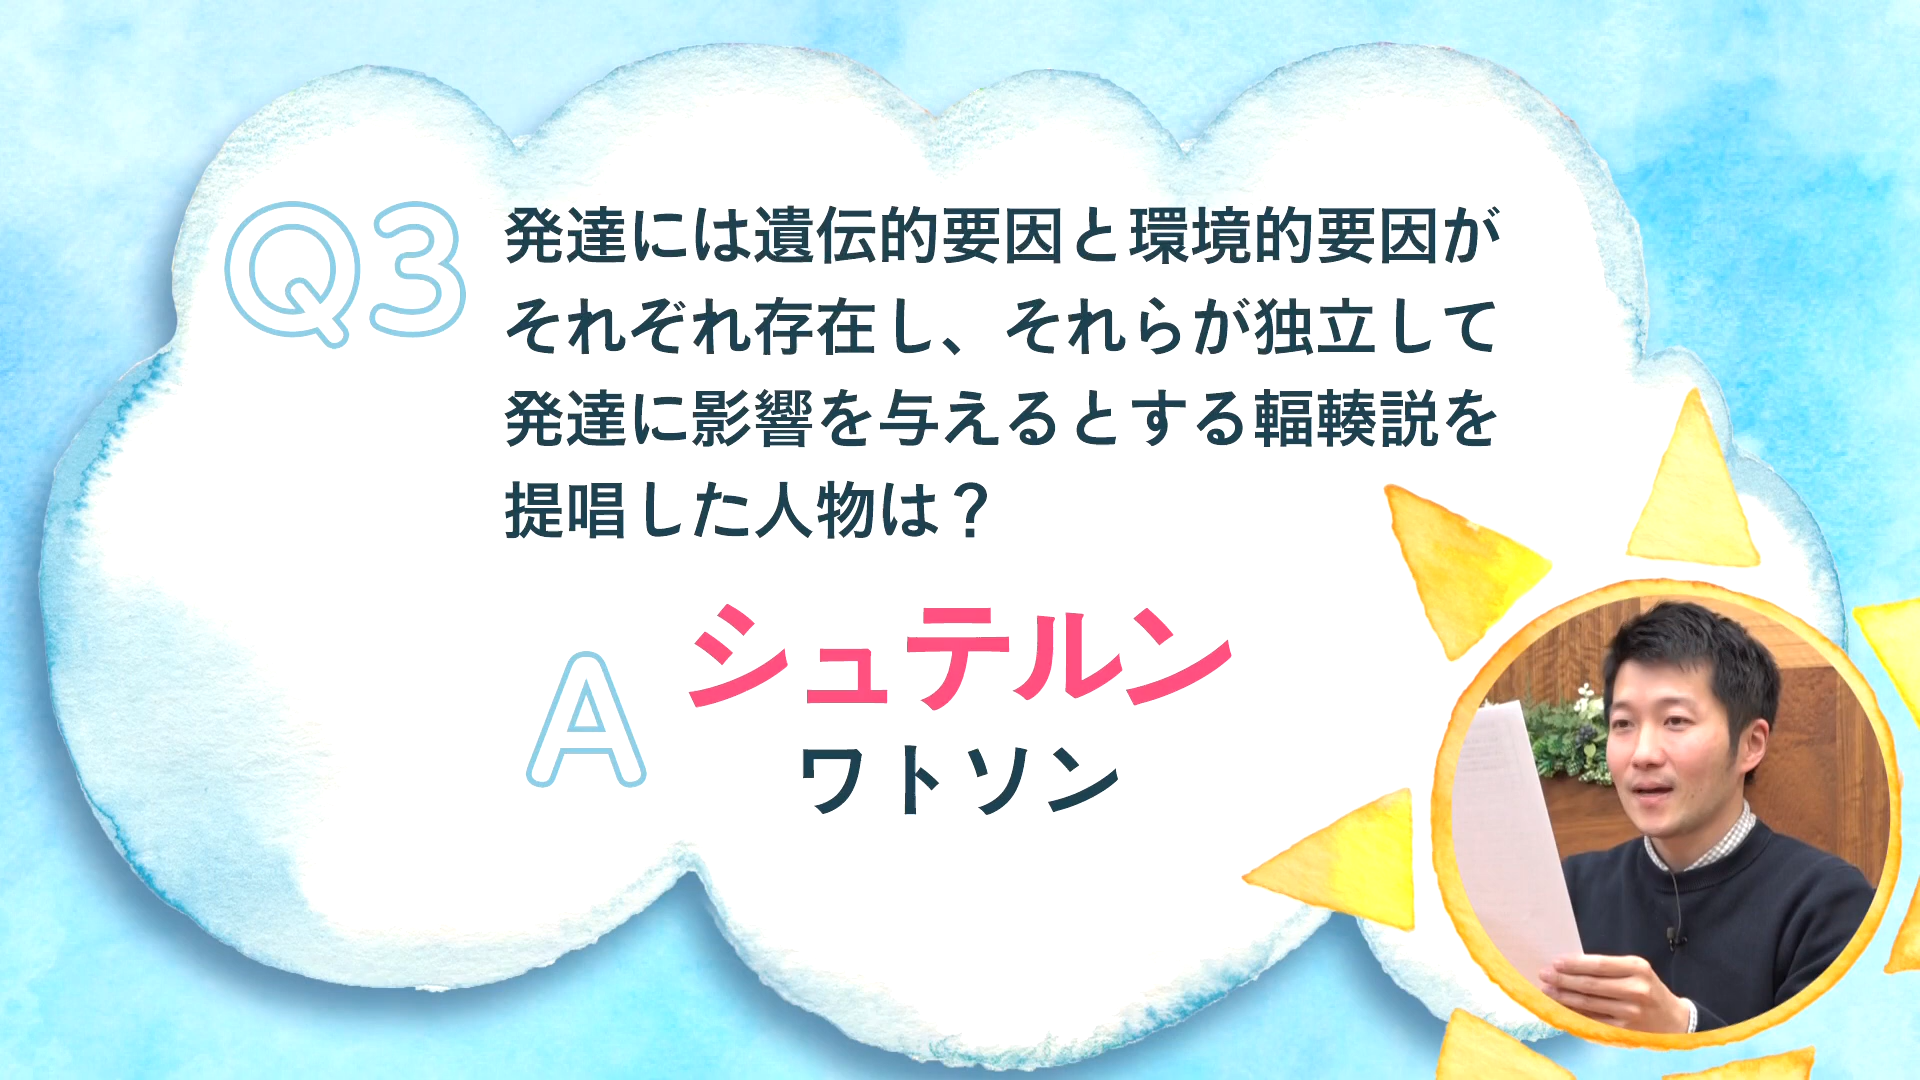 Q3
発達には遺伝的要因と環境的要因が
それぞれ存在し、それらが独立して
発達に影響を与えるとする輻輳説を
提唱した人物は？
A
シュテルン
ワトソン